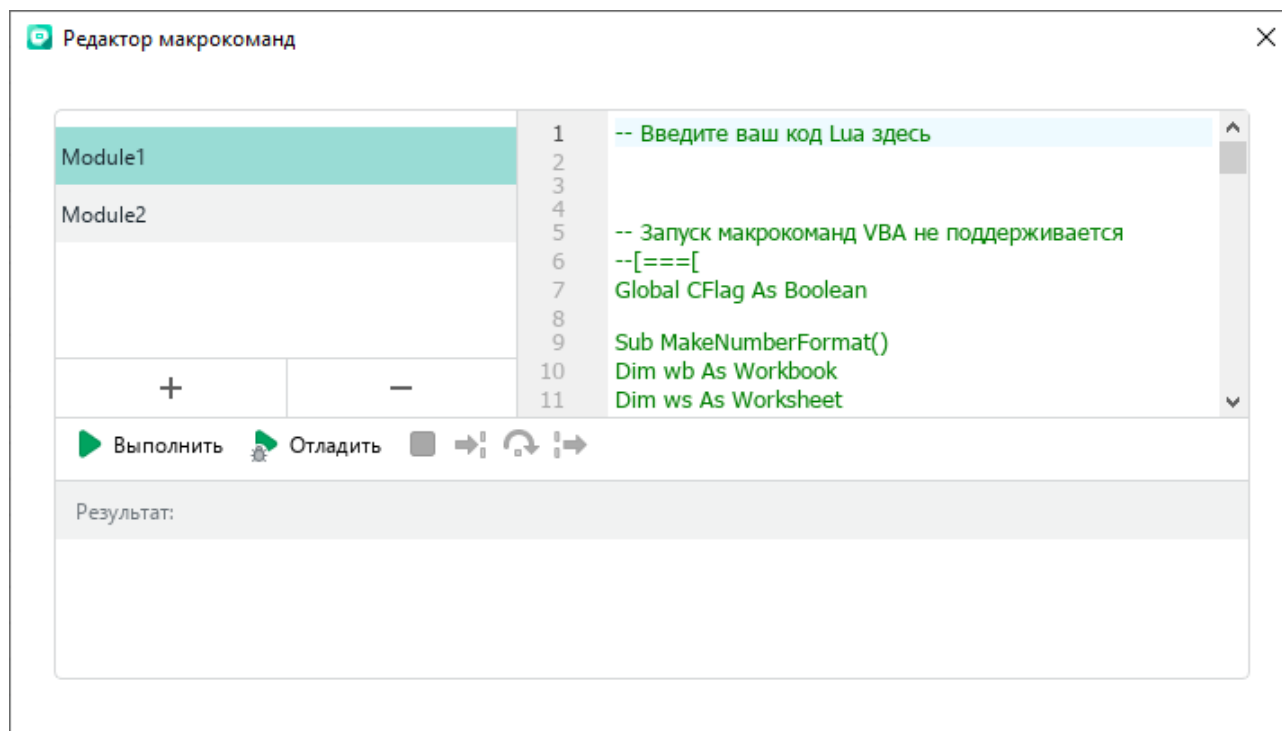 Редактор макрокоманд
Module1
Module2
+
−
1 -- Введите ваш код Lua здесь
2
3
4
5 -- Запуск макрокоманд VBA не поддерживается
6 --[===[
7 Global CFlag As Boolean
8
9 Sub MakeNumberFormat()
10 Dim wb As Workbook
11 Dim ws As Worksheet
Выполнить Отладить
Результат: